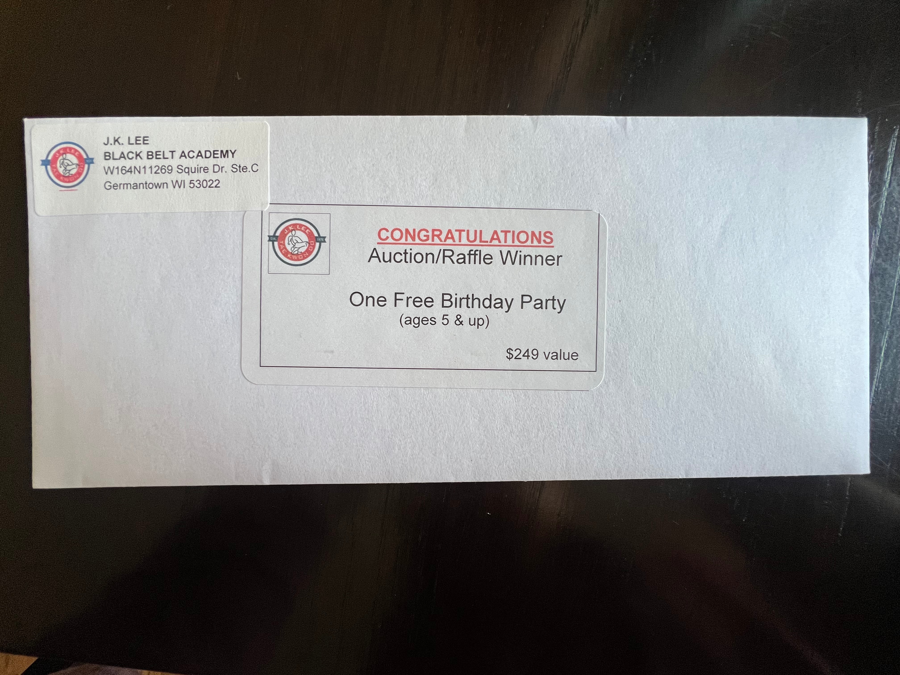 J.K. LEE
BLACK BELT ACADEMY
W164N11269 Squire Dr. Ste.C
Germantown WI 53022
J.K. LEE
CONGRATULATIONS
Auction/Raffle Winner
One Free Birthday Party
(ages 5 & up)
$249 value